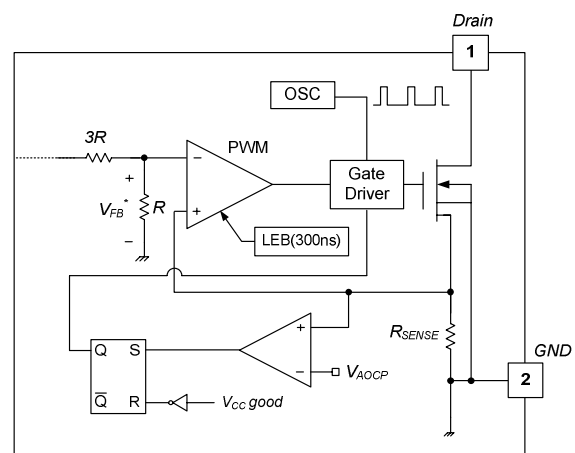 Drain
1
OSC
3R
PWM
Gate
Driver
+
V_FB*
R
−
−
+
LEB(300ns)
+
−
R_SENSE
V_AOCP
GND
2
Q
S
Q̅
R
V_CC good